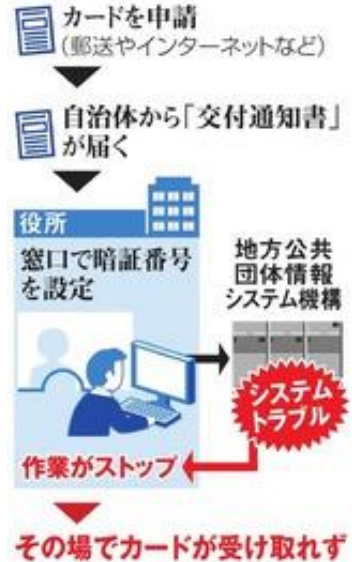 カードを申請
(郵送やインターネットなど)
自治体から「交付通知書」
が届く
役所
窓口で暗証番号
を設定
地方公共
団体情報
システム機構
システム
トラブル
作業がストップ
その場でカードが受け取れず